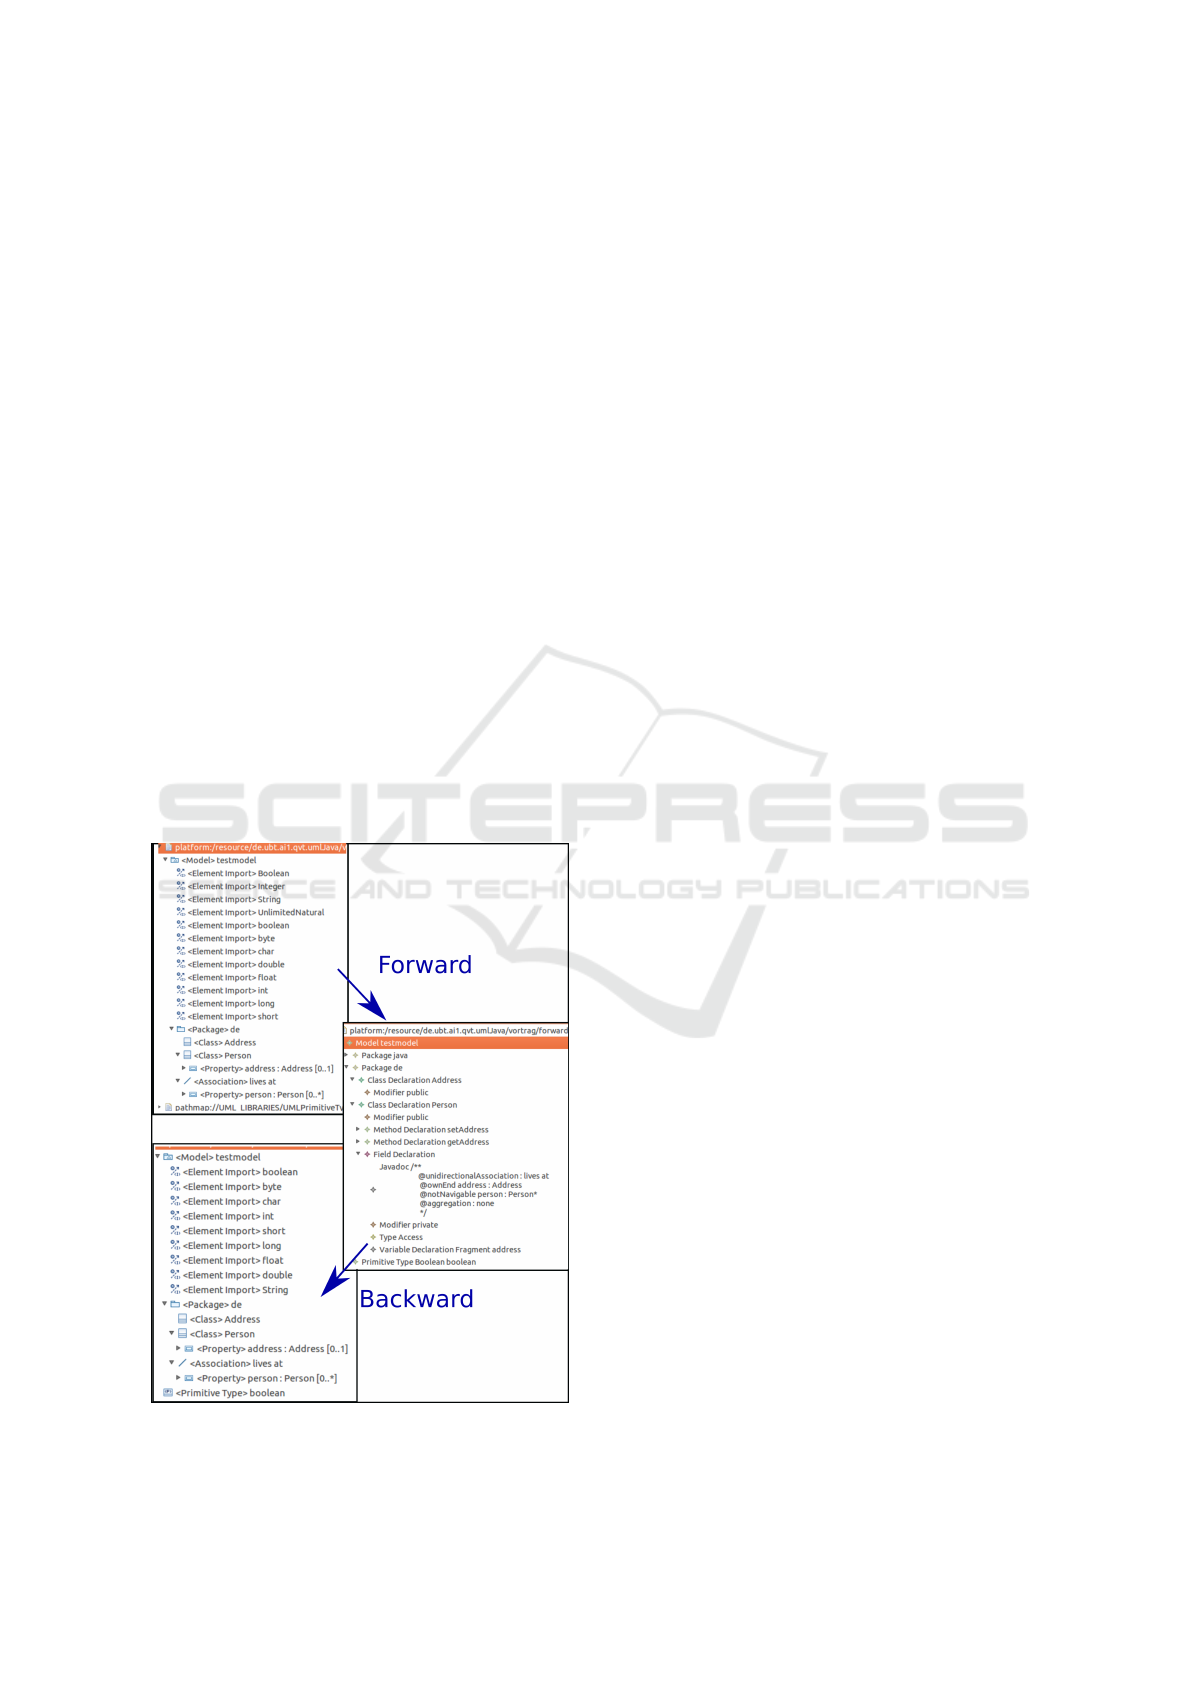 SCITEPRESS
SCIENCE AND TECHNOLOGY PUBLICATIONS
platform:/resource/de.ubt.ai1.qvt.umlJava/v
<Model> testmodel
<Element Import> Boolean
<Element Import> Integer
<Element Import> String
<Element Import> UnlimitedNatural
<Element Import> boolean
<Element Import> byte
<Element Import> char
<Element Import> double
<Element Import> float
<Element Import> int
<Element Import> long
<Element Import> short
<Package> de
<Class> Address
<Class> Person
<Property> address : Address [0..1]
<Association> lives at
<Property> person : Person [0..*]
pathmap://UML_LIBRARIES/UMLPrimitiveTy
Forward
platform:/resource/de.ubt.ai1.qvt.umlJava/vortrag/forward
Model testmodel
Package java
Package de
Class Declaration Address
Modifier public
Class Declaration Person
Modifier public
Method Declaration setAddress
Method Declaration getAddress
Field Declaration
Javadoc /**
@unidirectionalAssociation : lives at
@ownEnd address : Address
@notNavigable person : Person*
@aggregation : none
*/
Modifier private
Type Access
Variable Declaration Fragment address
Primitive Type Boolean boolean
Backward
<Model> testmodel
<Element Import> boolean
<Element Import> byte
<Element Import> char
<Element Import> int
<Element Import> short
<Element Import> long
<Element Import> float
<Element Import> double
<Element Import> String
<Package> de
<Class> Address
<Class> Person
<Property> address : Address [0..1]
<Association> lives at
<Property> person : Person [0..*]
<Primitive Type> boolean